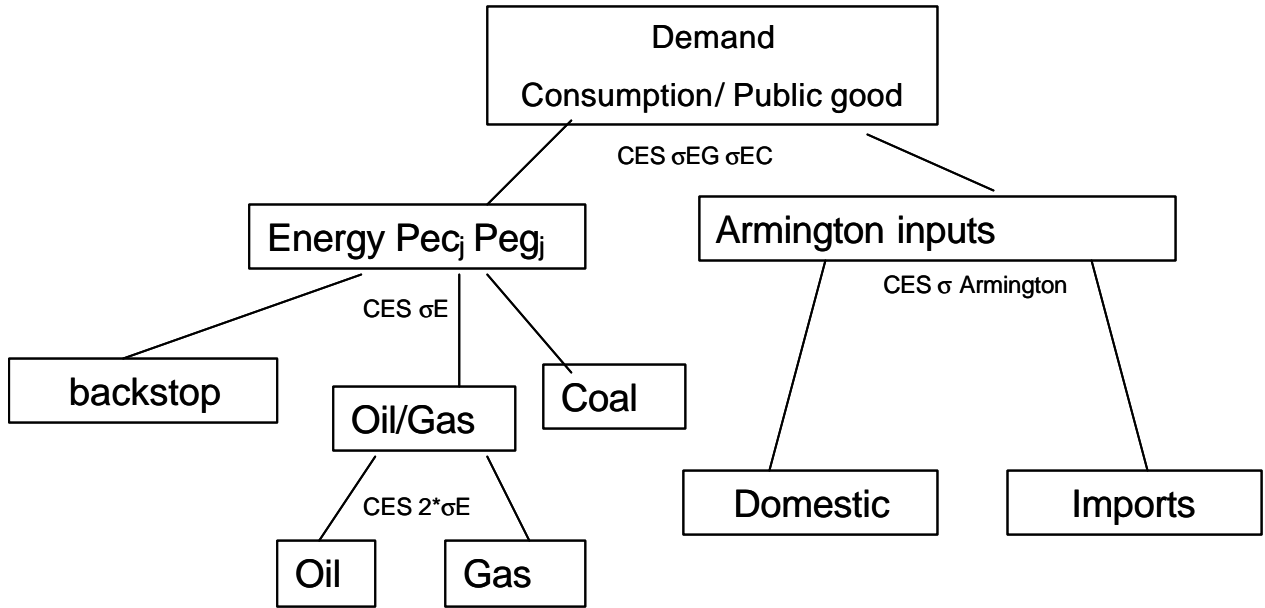 Demand
Consumption/ Public good
CES σEG σEC
Energy Pecj Pegj
Armington inputs
CES σE
CES σ Armington
backstop
Oil/Gas
Coal
CES 2*σE
Domestic
Imports
Oil
Gas